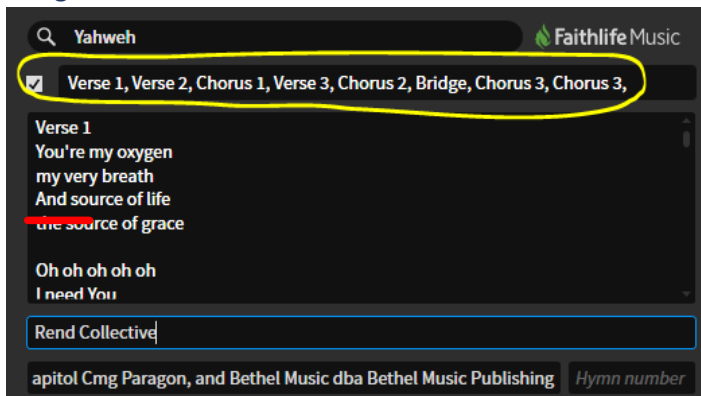 Yahweh
Faithlife Music
Verse 1, Verse 2, Chorus 1, Verse 3, Chorus 2, Bridge, Chorus 3, Chorus 3,
Verse 1
You're my oxygen
my very breath
And source of life
the source of grace
Oh oh oh oh oh
I need You
Rend Collective
apitol Cmg Paragon, and Bethel Music dba Bethel Music Publishing
Hymn number